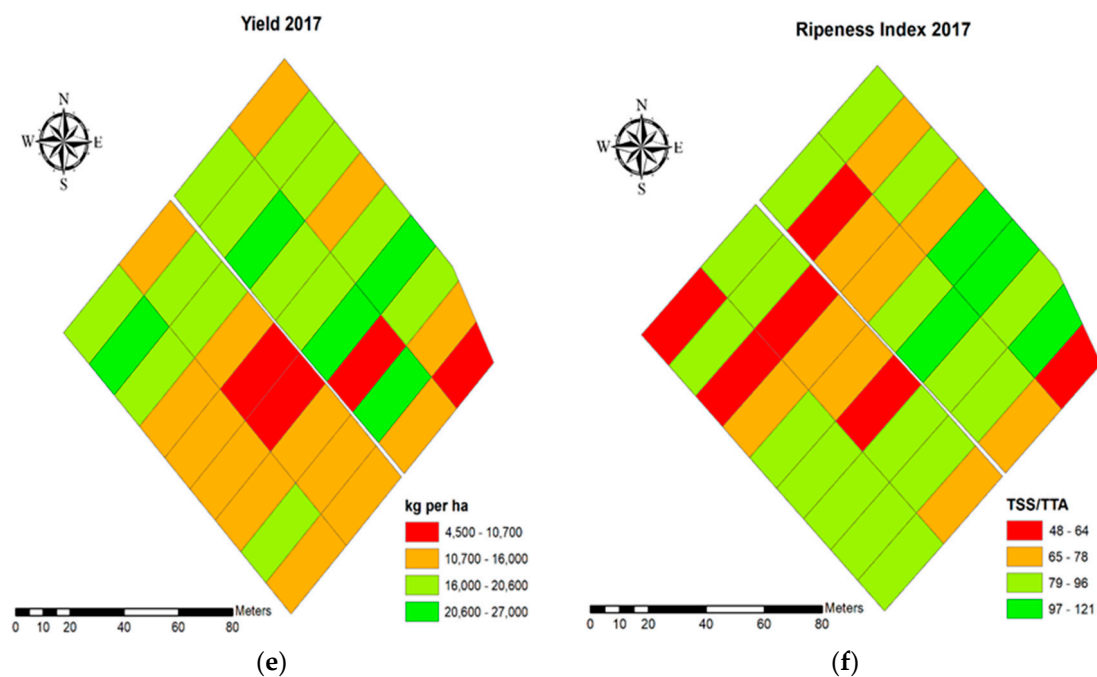 Yield 2017
N
W E
S
kg per ha
4,500 - 10,700
10,700 - 16,000
16,000 - 20,600
20,600 - 27,000
Meters
0 10 20 40 60 80
(e)
Ripeness Index 2017
N
W E
S
TSS/TTA
48 - 64
65 - 78
79 - 96
97 - 121
Meters
0 10 20 40 60 80
(f)